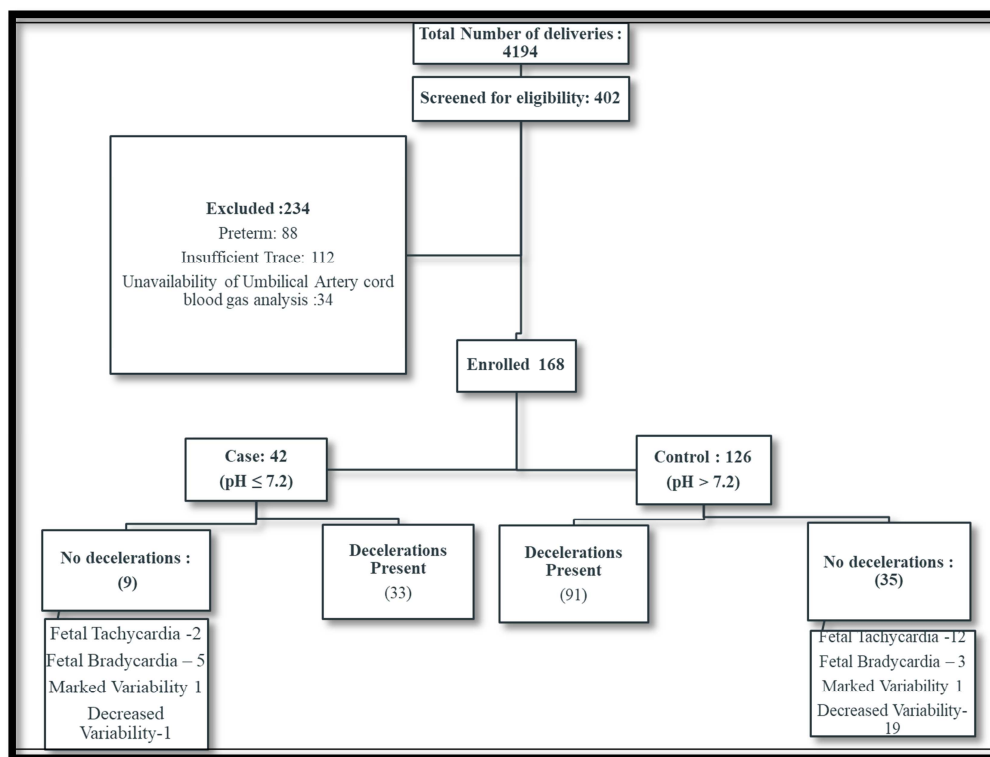 Total Number of deliveries :
4194
Screened for eligibility: 402
Excluded :234
Preterm: 88
Insufficient Trace: 112
Unavailability of Umbilical Artery cord
blood gas analysis :34
Enrolled 168
Case: 42
(pH ≤ 7.2)
Control : 126
(pH > 7.2)
No decelerations :
(9)
Decelerations
Present
(33)
Decelerations
Present
(91)
No decelerations :
(35)
Fetal Tachycardia -2
Fetal Bradycardia – 5
Marked Variability 1
Decreased
Variability-1
Fetal Tachycardia -12
Fetal Bradycardia – 3
Marked Variability 1
Decreased Variability-
19